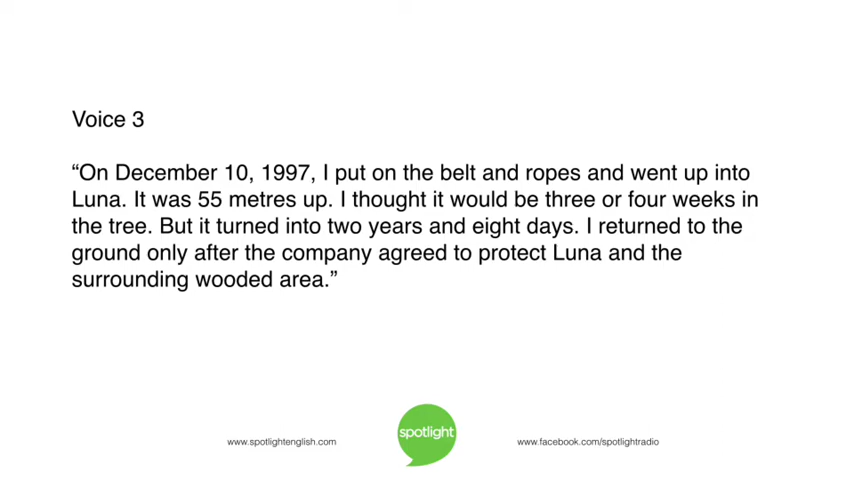 Voice 3
“On December 10, 1997, I put on the belt and ropes and went up into
Luna. It was 55 metres up. I thought it would be three or four weeks in
the tree. But it turned into two years and eight days. I returned to the
ground only after the company agreed to protect Luna and the
surrounding wooded area.”
www.spotlightenglish.com
spotlight
www.facebook.com/spotlightradio